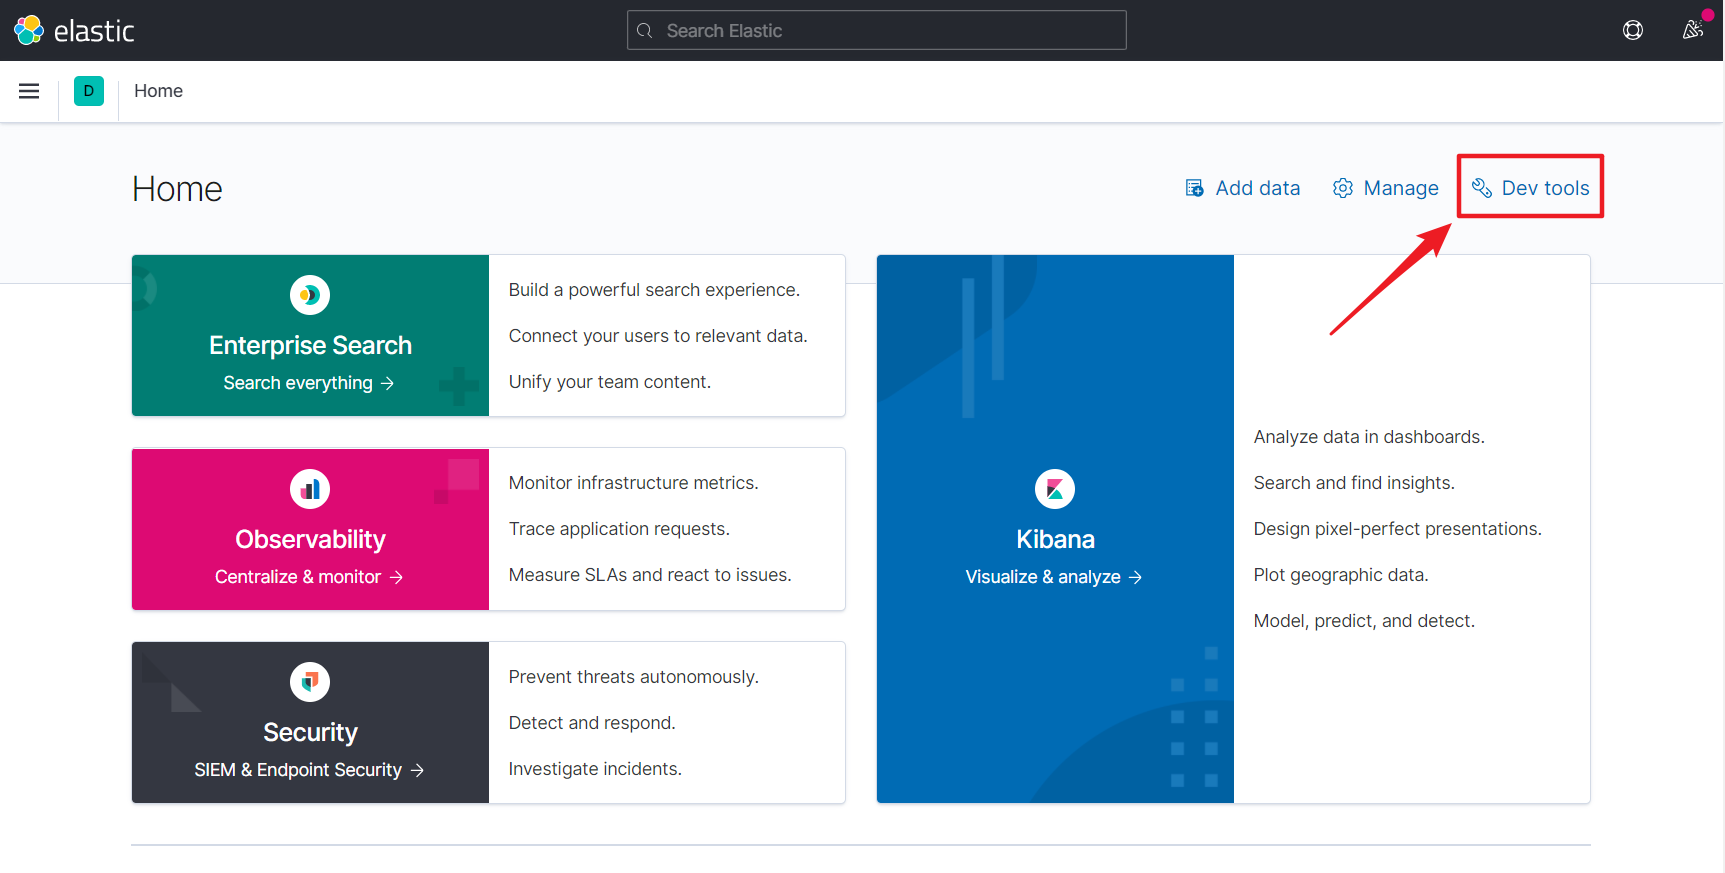 elastic
Search Elastic
D
Home
Home
Add data
Manage
Dev tools
Enterprise Search
Search everything →
Build a powerful search experience.
Connect your users to relevant data.
Unify your team content.
Observability
Centralize & monitor →
Monitor infrastructure metrics.
Trace application requests.
Measure SLAs and react to issues.
Security
SIEM & Endpoint Security →
Prevent threats autonomously.
Detect and respond.
Investigate incidents.
Kibana
Visualize & analyze →
Analyze data in dashboards.
Search and find insights.
Design pixel-perfect presentations.
Plot geographic data.
Model, predict, and detect.